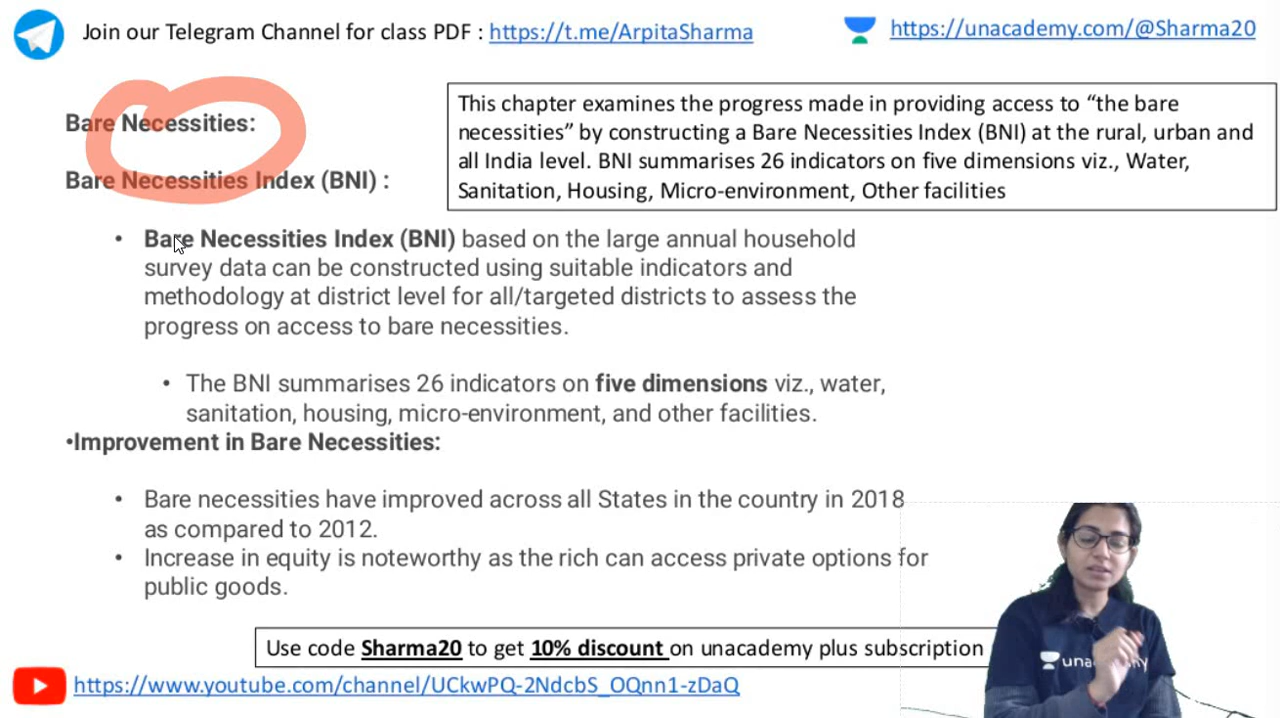 Join our Telegram Channel for class PDF : https://t.me/ArpitaSharma
https://unacademy.com/@Sharma20
Bare Necessities:
Bare Necessities Index (BNI) :
This chapter examines the progress made in providing access to “the bare
necessities” by constructing a Bare Necessities Index (BNI) at the rural, urban and
all India level. BNI summarises 26 indicators on five dimensions viz., Water,
Sanitation, Housing, Micro-environment, Other facilities
• Bare Necessities Index (BNI) based on the large annual household
survey data can be constructed using suitable indicators and
methodology at district level for all/targeted districts to assess the
progress on access to bare necessities.
• The BNI summarises 26 indicators on five dimensions viz., water,
sanitation, housing, micro-environment, and other facilities.
•Improvement in Bare Necessities:
• Bare necessities have improved across all States in the country in 2018
as compared to 2012.
• Increase in equity is noteworthy as the rich can access private options for
public goods.
Use code Sharma20 to get 10% discount on unacademy plus subscription
https://www.youtube.com/channel/UCkwPQ-2NdcbS_OQnn1-zDaQ